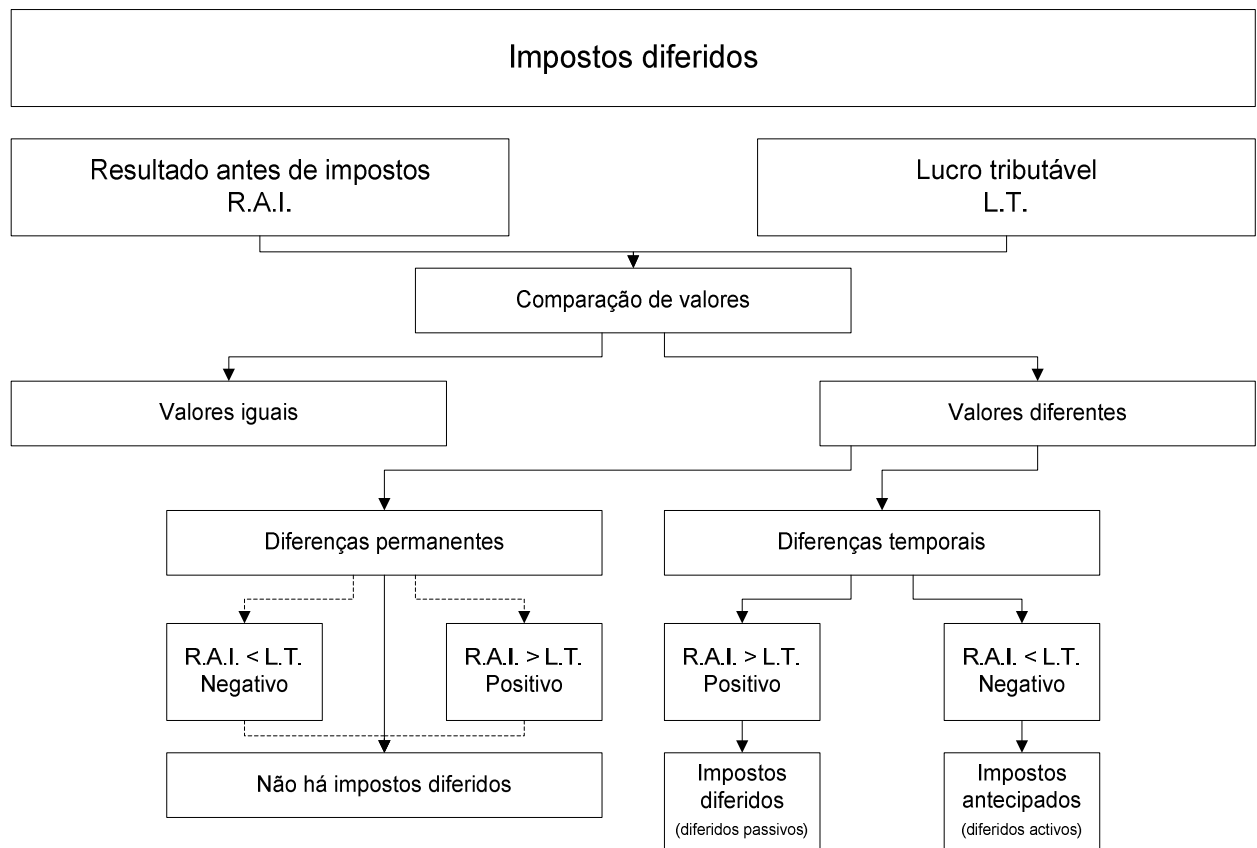 Impostos diferidos
Resultado antes de impostos
R.A.I.
Lucro tributável
L.T.
Comparação de valores
Valores iguais
Valores diferentes
Diferenças permanentes
Diferenças temporais
R.A.I. < L.T.
Negativo
R.A.I. > L.T.
Positivo
R.A.I. > L.T.
Positivo
R.A.I. < L.T.
Negativo
Não há impostos diferidos
Impostos
diferidos
(diferidos passivos)
Impostos
antecipados
(diferidos activos)